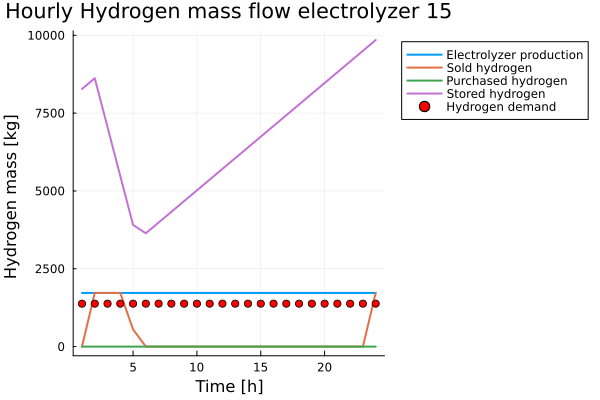 Hourly Hydrogen mass flow electrolyzer 15
Electrolyzer production
Sold hydrogen
Purchased hydrogen
Stored hydrogen
Hydrogen demand
Hydrogen mass [kg]
10000
7500
5000
2500
0
5 10 15 20
Time [h]